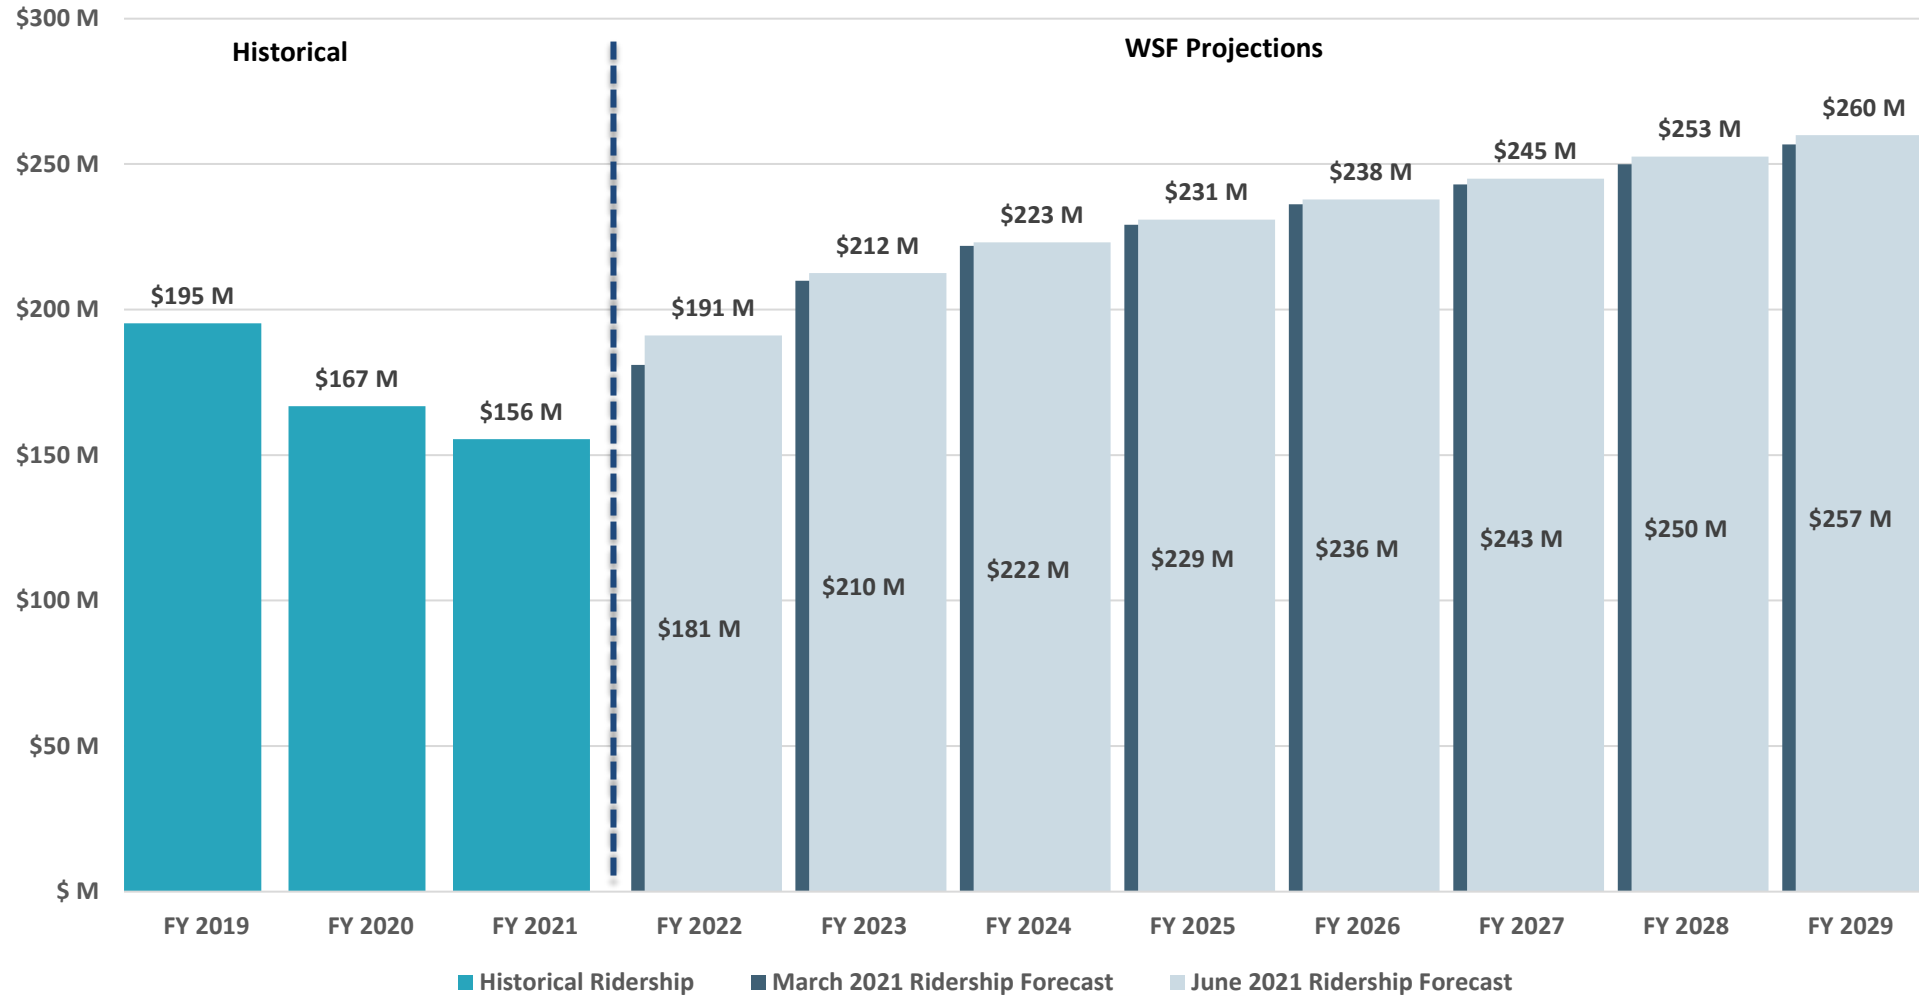 $300 M
Historical
WSF Projections
$260 M
$253 M
$250 M
$245 M
$238 M
$231 M
$223 M
$212 M
$200 M
$195 M
$191 M
$167 M
$156 M
$150 M
$257 M
$250 M
$243 M
$236 M
$229 M
$222 M
$210 M
$181 M
$100 M
$50 M
$ M
FY 2019 FY 2020 FY 2021 FY 2022 FY 2023 FY 2024 FY 2025 FY 2026 FY 2027 FY 2028 FY 2029
Historical Ridership March 2021 Ridership Forecast June 2021 Ridership Forecast